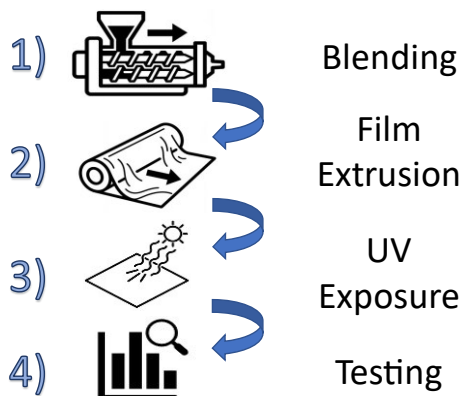 1) Blending
2) Film
Extrusion
3) UV
Exposure
4) Testing